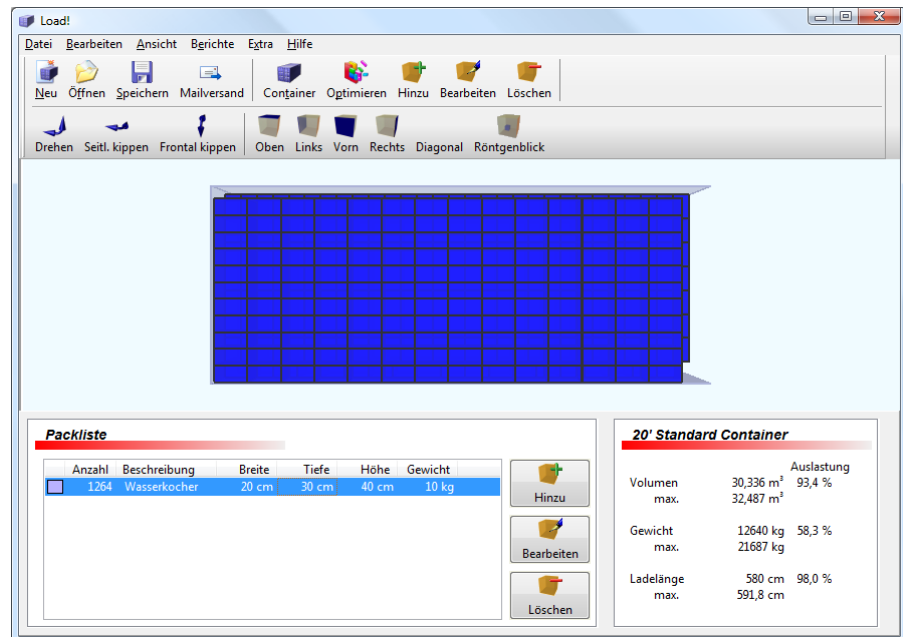 Load!
Datei Bearbeiten Ansicht Berichte Extra Hilfe
Neu Öffnen Speichern Mailversand Container Optimieren Hinzu Bearbeiten Löschen
Drehen Seitl. kippen Frontal kippen Oben Links Vorn Rechts Diagonal Röntgenblick
Packliste
Anzahl Beschreibung Breite Tiefe Höhe Gewicht
1264 Wasserkocher 20 cm 30 cm 40 cm 10 kg
Hinzu
Bearbeiten
Löschen
20' Standard Container
Auslastung
Volumen 30,336 m³ 93,4 %
max. 32,487 m³
Gewicht 12640 kg 58,3 %
max. 21687 kg
Ladelänge 580 cm 98,0 %
max. 591,8 cm